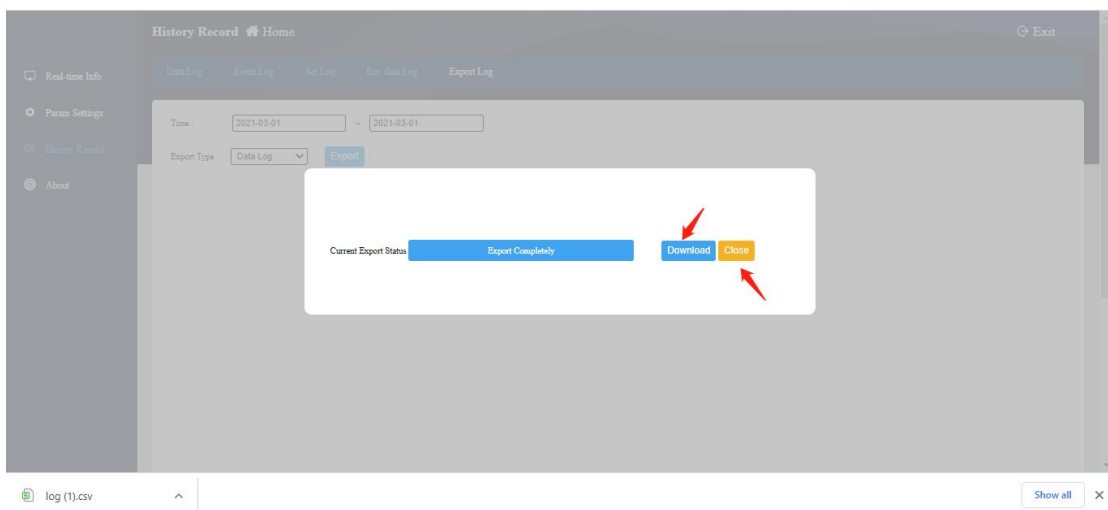 History Record Home
Exit
Real-time Info
Param Settings
History Record
About
Data Log Event Log Set Log Env data Log Export Log
Time : 2021-03-01 ~ 2021-03-01
Export Type Data Log Export
Current Export Status Export Completely Download Close
log (1).csv
Show all